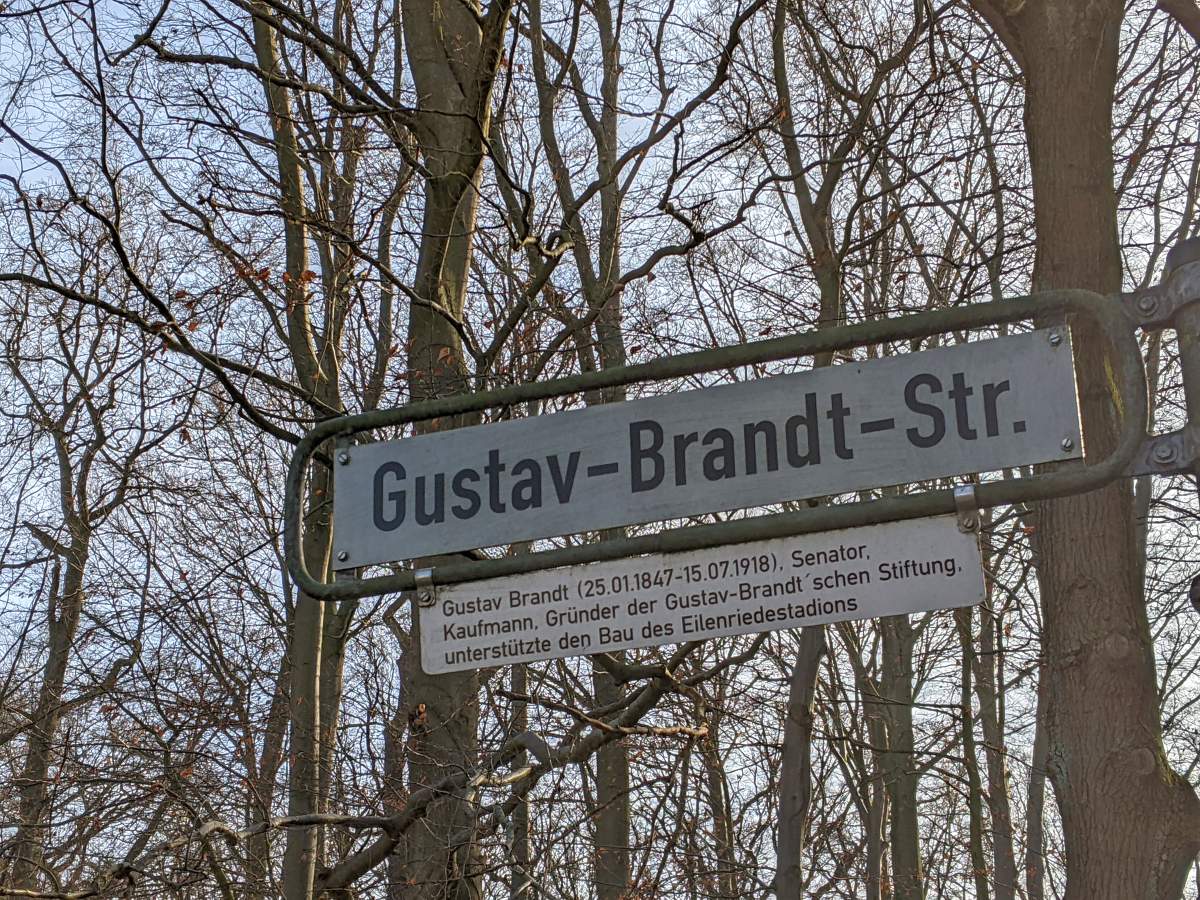 Gustav-Brandt-Str.
Gustav Brandt (25.01.1847-15.07.1918), Senator,
Kaufmann, Gründer der Gustav-Brandt´schen Stiftung,
unterstützte den Bau des Eilenriedestadions